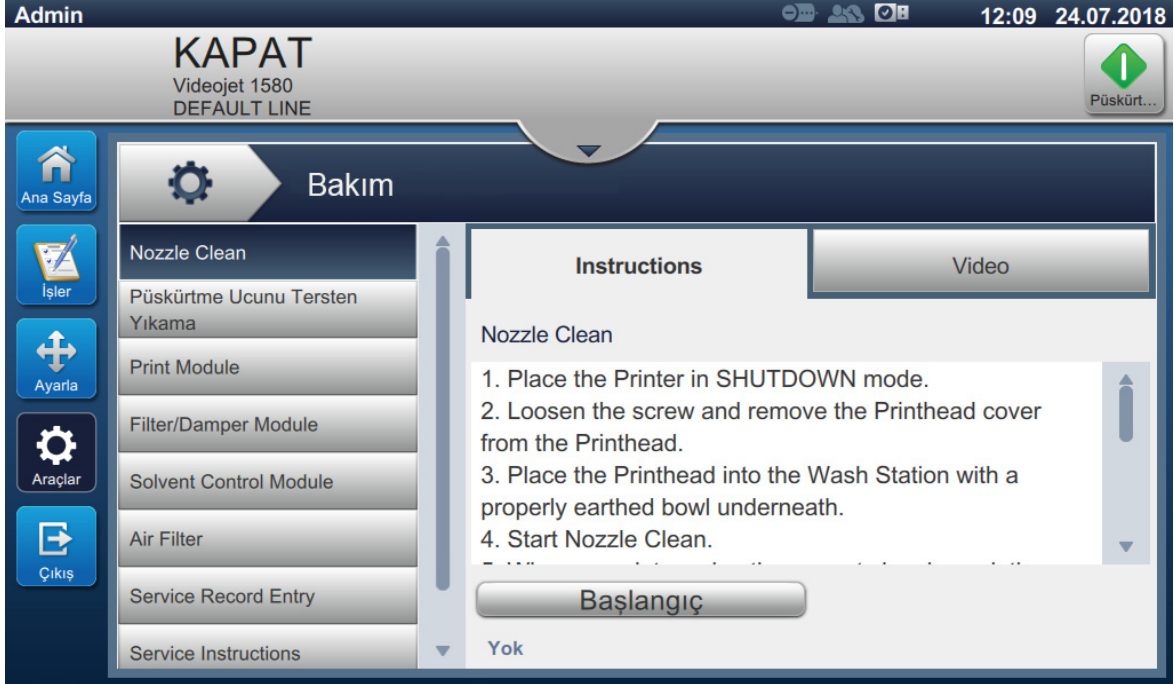 Admin
12:09 24.07.2018
KAPAT
Videojet 1580
DEFAULT LINE
Püskürt...
Ana Sayfa
İşler
Ayarla
Araçlar
Çıkış
Bakım
Nozzle Clean
Püskürtme Ucunu Tersten
Yıkama
Print Module
Filter/Damper Module
Solvent Control Module
Air Filter
Service Record Entry
Service Instructions
Instructions
Video
Nozzle Clean
1. Place the Printer in SHUTDOWN mode.
2. Loosen the screw and remove the Printhead cover
from the Printhead.
3. Place the Printhead into the Wash Station with a
properly earthed bowl underneath.
4. Start Nozzle Clean.
Başlangıç
Yok